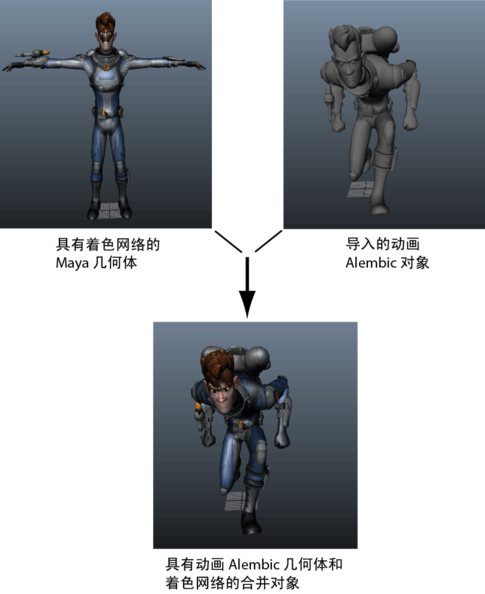 具有着色网络的
Maya 几何体
导入的动画
Alembic 对象
具有动画 Alembic 几何体和
着色网络的合并对象